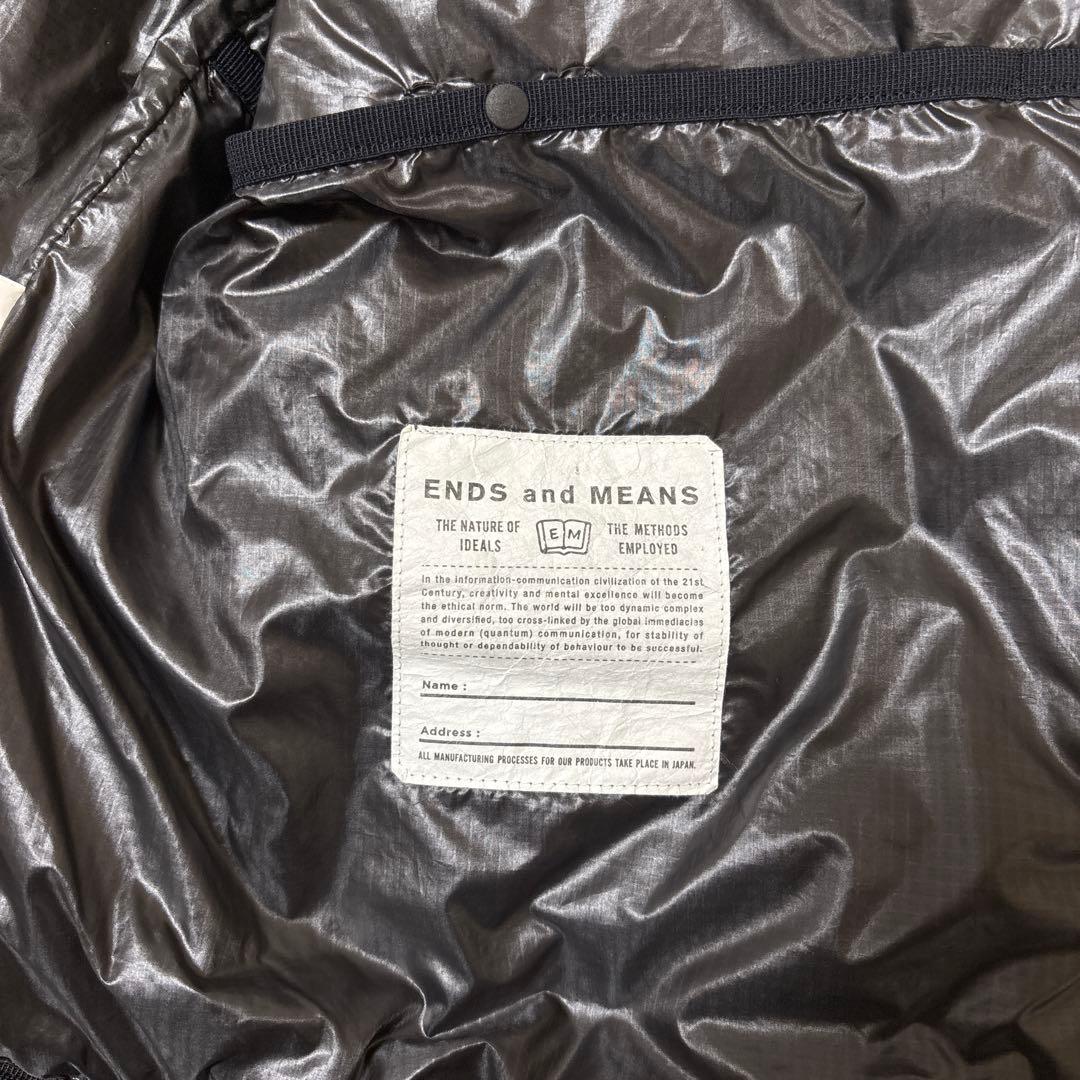 ENDS and MEANS
THE NATURE OF IDEALS
E M
THE METHODS EMPLOYED
In the information-communication civilization of the 21st
Century, creativity and mental excellence will become
the ethical norm. The world will be too dynamic complex
and diversified, too cross-linked by the global immediacies
of modern (quantum) communication, for stability of
thought or dependability of behaviour to be successful.
Name :
Address :
ALL MANUFACTURING PROCESSES FOR OUR PRODUCTS TAKE PLACE IN JAPAN.